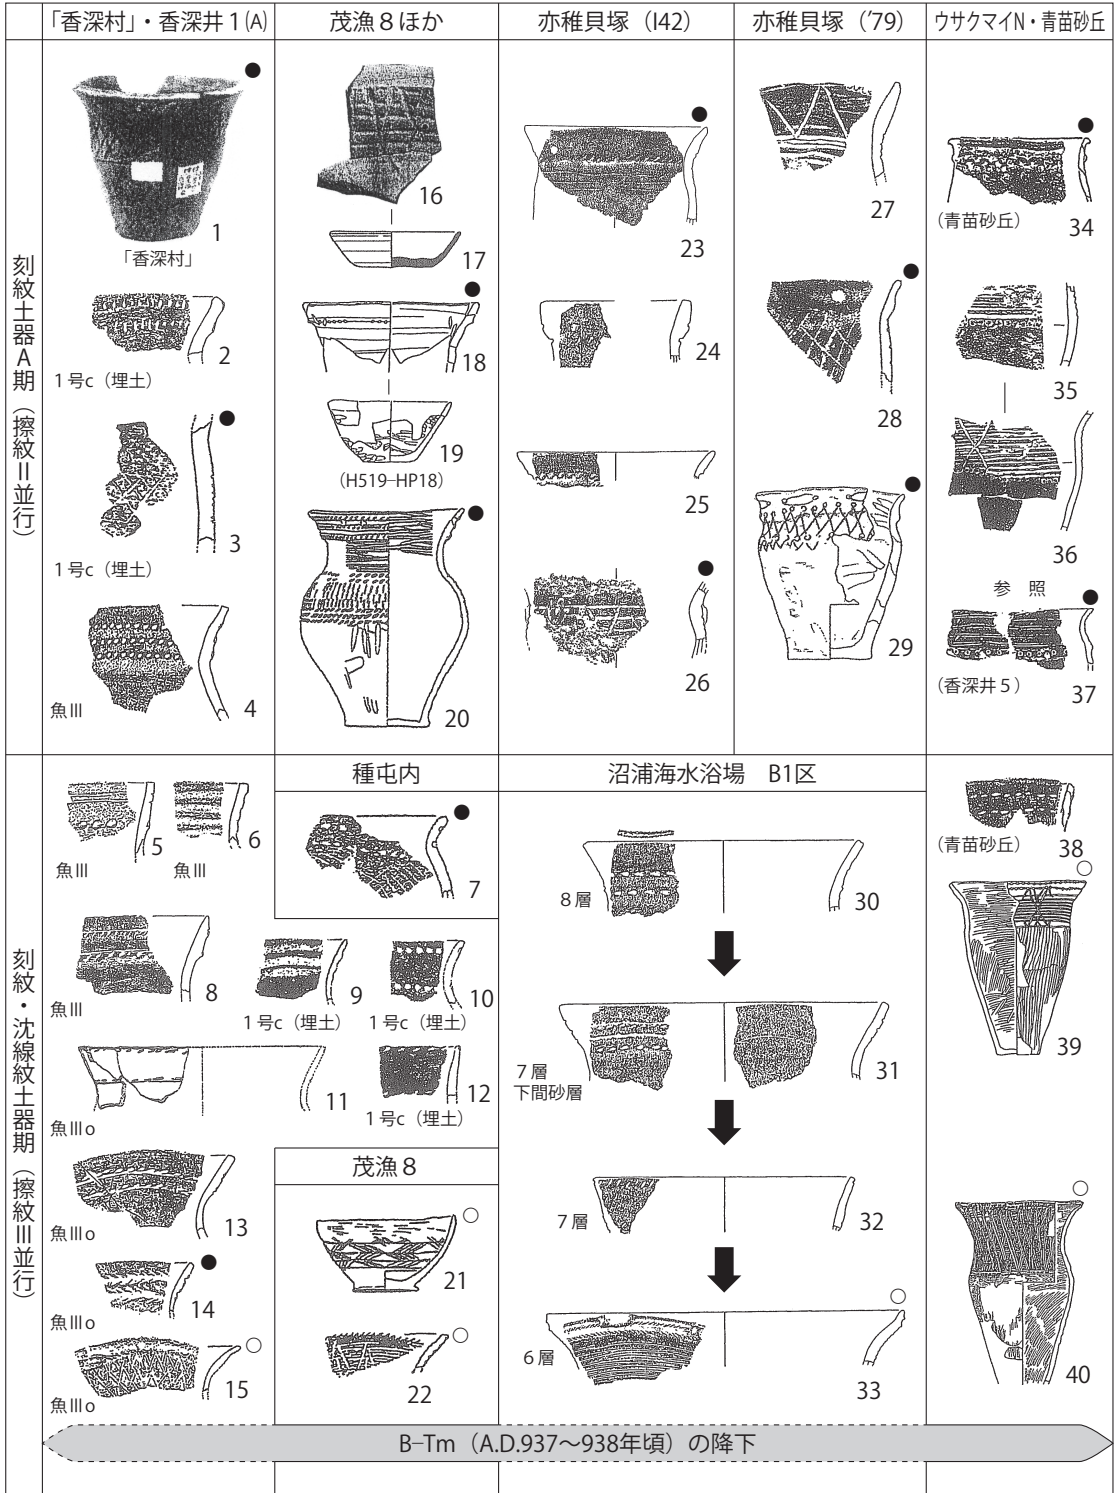 「香深村」・香深井1(A)
茂漁8ほか
亦稚貝塚（I42）
亦稚貝塚（'79）
ウサクマイN・青苗砂丘
刻紋土器A期（擦紋II並行）
1
「香深村」
2
1号c（埋土）
3
1号c（埋土）
4
魚III
16
17
18
19
(H519-HP18)
20
23
24
25
26
27
28
29
34
(青苗砂丘)
35
36
参 照
37
(香深井5)
刻紋・沈線紋土器期（擦紋III並行）
5
魚III
6
魚III
種屯内
7
8
魚III
9
1号c（埋土）
10
1号c（埋土）
11
魚IIIo
12
1号c（埋土）
13
魚IIIo
14
魚IIIo
15
魚IIIo
茂漁8
21
22
沼浦海水浴場 B1区
8層
30
7層
下間砂層
31
7層
32
6層
33
38
(青苗砂丘)
39
40
B-Tm（A.D.937〜938年頃）の降下